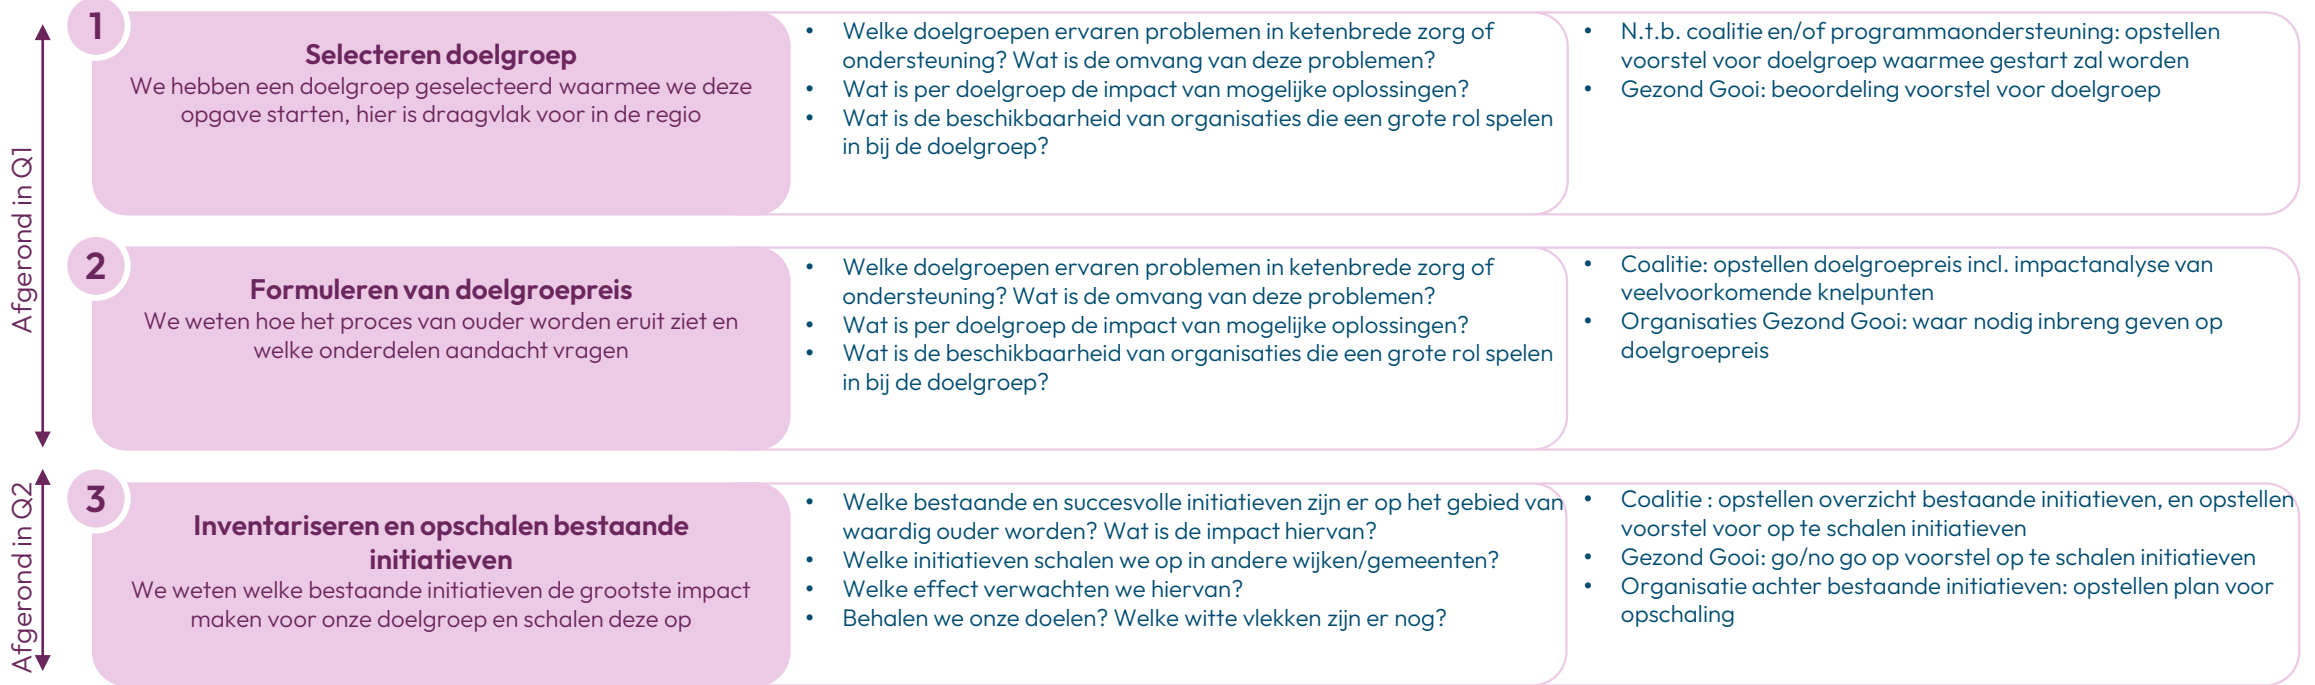 Afgerond in Q1
1
Selecteren doelgroep
We hebben een doelgroep geselecteerd waarmee we deze
opgave starten, hier is draagvlak voor in de regio
• Welke doelgroepen ervaren problemen in ketenbrede zorg of
ondersteuning? Wat is de omvang van deze problemen?
• Wat is per doelgroep de impact van mogelijke oplossingen?
• Wat is de beschikbaarheid van organisaties die een grote rol spelen
in bij de doelgroep?
• N.t.b. coalitie en/of programmaondersteuning: opstellen
voorstel voor doelgroep waarmee gestart zal worden
• Gezond Gooi: beoordeling voorstel voor doelgroep
2
Formuleren van doelgroepreis
We weten hoe het proces van ouder worden eruit ziet en
welke onderdelen aandacht vragen
• Welke doelgroepen ervaren problemen in ketenbrede zorg of
ondersteuning? Wat is de omvang van deze problemen?
• Wat is per doelgroep de impact van mogelijke oplossingen?
• Wat is de beschikbaarheid van organisaties die een grote rol spelen
in bij de doelgroep?
• Coalitie: opstellen doelgroepreis incl. impactanalyse van
veelvoorkomende knelpunten
• Organisaties Gezond Gooi: waar nodig inbreng geven op
doelgroepreis
Afgerond in Q2
3
Inventariseren en opschalen bestaande
initiatieven
We weten welke bestaande initiatieven de grootste impact
maken voor onze doelgroep en schalen deze op
• Welke bestaande en succesvolle initiatieven zijn er op het gebied van
waardig ouder worden? Wat is de impact hiervan?
• Welke initiatieven schalen we op in andere wijken/gemeenten?
• Welke effect verwachten we hiervan?
• Behalen we onze doelen? Welke witte vlekken zijn er nog?
• Coalitie : opstellen overzicht bestaande initiatieven, en opstellen
voorstel voor op te schalen initiatieven
• Gezond Gooi: go/no go op voorstel op te schalen initiatieven
• Organisatie achter bestaande initiatieven: opstellen plan voor
opschaling